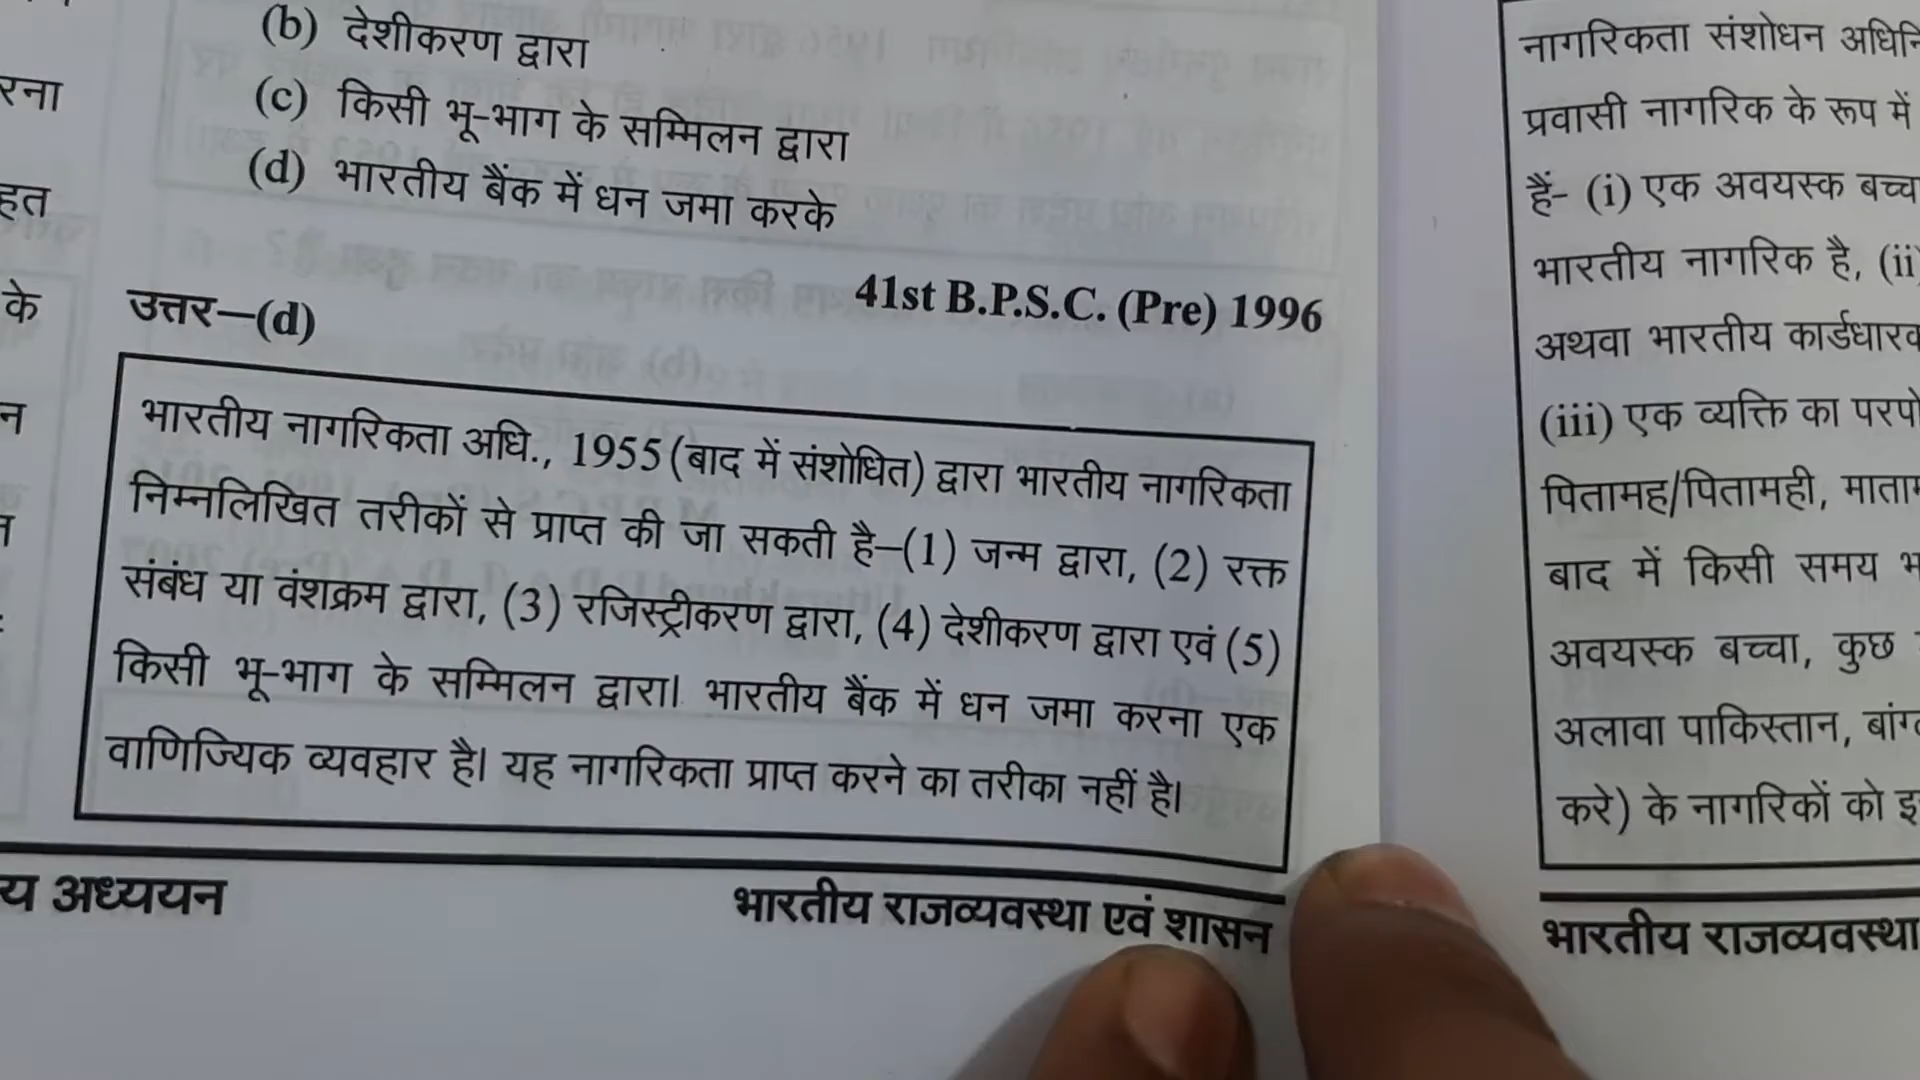 (b) देशीकरण द्वारा
(c) किसी भू-भाग के सम्मिलन द्वारा
(d) भारतीय बैंक में धन जमा करके
41st B.P.S.C. (Pre) 1996
उत्तर—(d)
भारतीय नागरिकता अधि., 1955 (बाद में संशोधित) द्वारा भारतीय नागरिकता
निम्नलिखित तरीकों से प्राप्त की जा सकती है–(1) जन्म द्वारा, (2) रक्त
संबंध या वंशक्रम द्वारा, (3) रजिस्ट्रीकरण द्वारा, (4) देशीकरण द्वारा एवं (5)
किसी भू-भाग के सम्मिलन द्वारा। भारतीय बैंक में धन जमा करना एक
वाणिज्यिक व्यवहार है। यह नागरिकता प्राप्त करने का तरीका नहीं है।
अध्ययन
भारतीय राजव्यवस्था एवं शासन
नागरिकता संशोधन
प्रवासी नागरिक के रूप में
हैं- (i) एक अवयस्क
भारतीय नागरिक है, (ii)
अथवा भारतीय
(iii) एक व्यक्ति का
पितामह/पितामही,
बाद में किसी समय
अवयस्क बच्चा, कुछ
अलावा पाकिस्तान,
करे) के नागरिकों को
भारतीय राजव्यवस्था